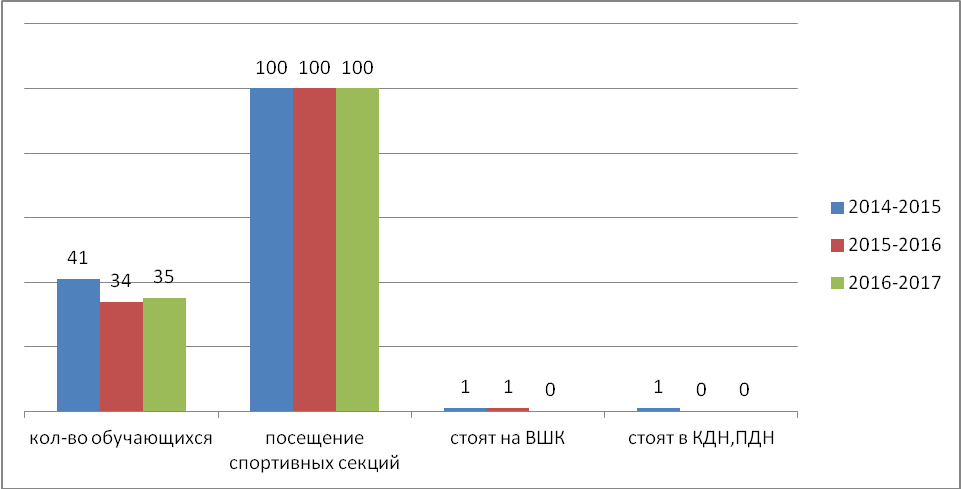 41
34
35
100 100 100
1
1
0
1
0
0
кол-во обучающихся
посещение
спортивных секций
стоят на ВШК
стоят в КДН,ПДН
2014-2015
2015-2016
2016-2017